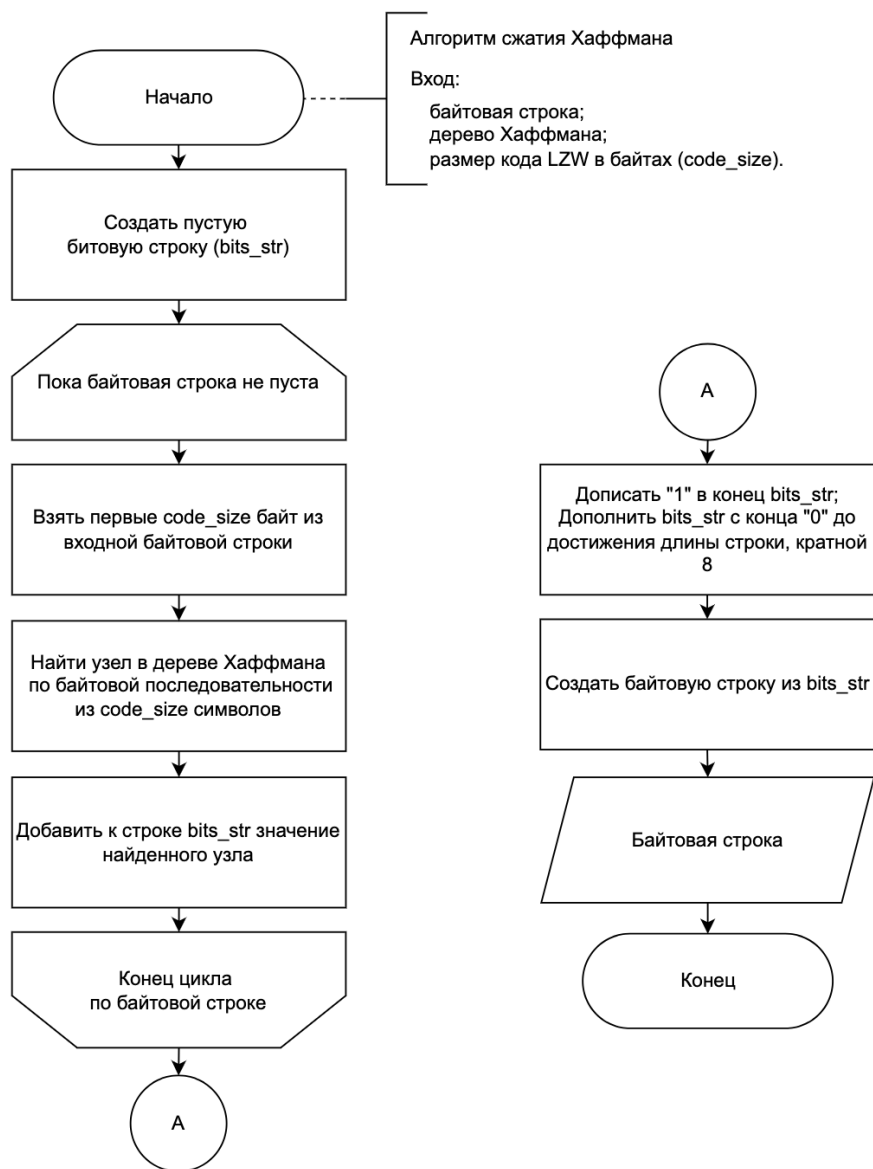 Начало
Алгоритм сжатия Хаффмана
Вход:
байтовая строка;
дерево Хаффмана;
размер кода LZW в байтах (code_size).
Создать пустую
битовую строку (bits_str)
Пока байтовая строка не пуста
Взять первые code_size байт из
входной байтовой строки
Найти узел в дереве Хаффмана
по байтовой последовательности
из code_size символов
Добавить к строке bits_str значение
найденного узла
Конец цикла
по байтовой строке
А
А
Дописать "1" в конец bits_str;
Дополнить bits_str с конца "0" до
достижения длины строки, кратной
8
Создать байтовую строку из bits_str
Байтовая строка
Конец